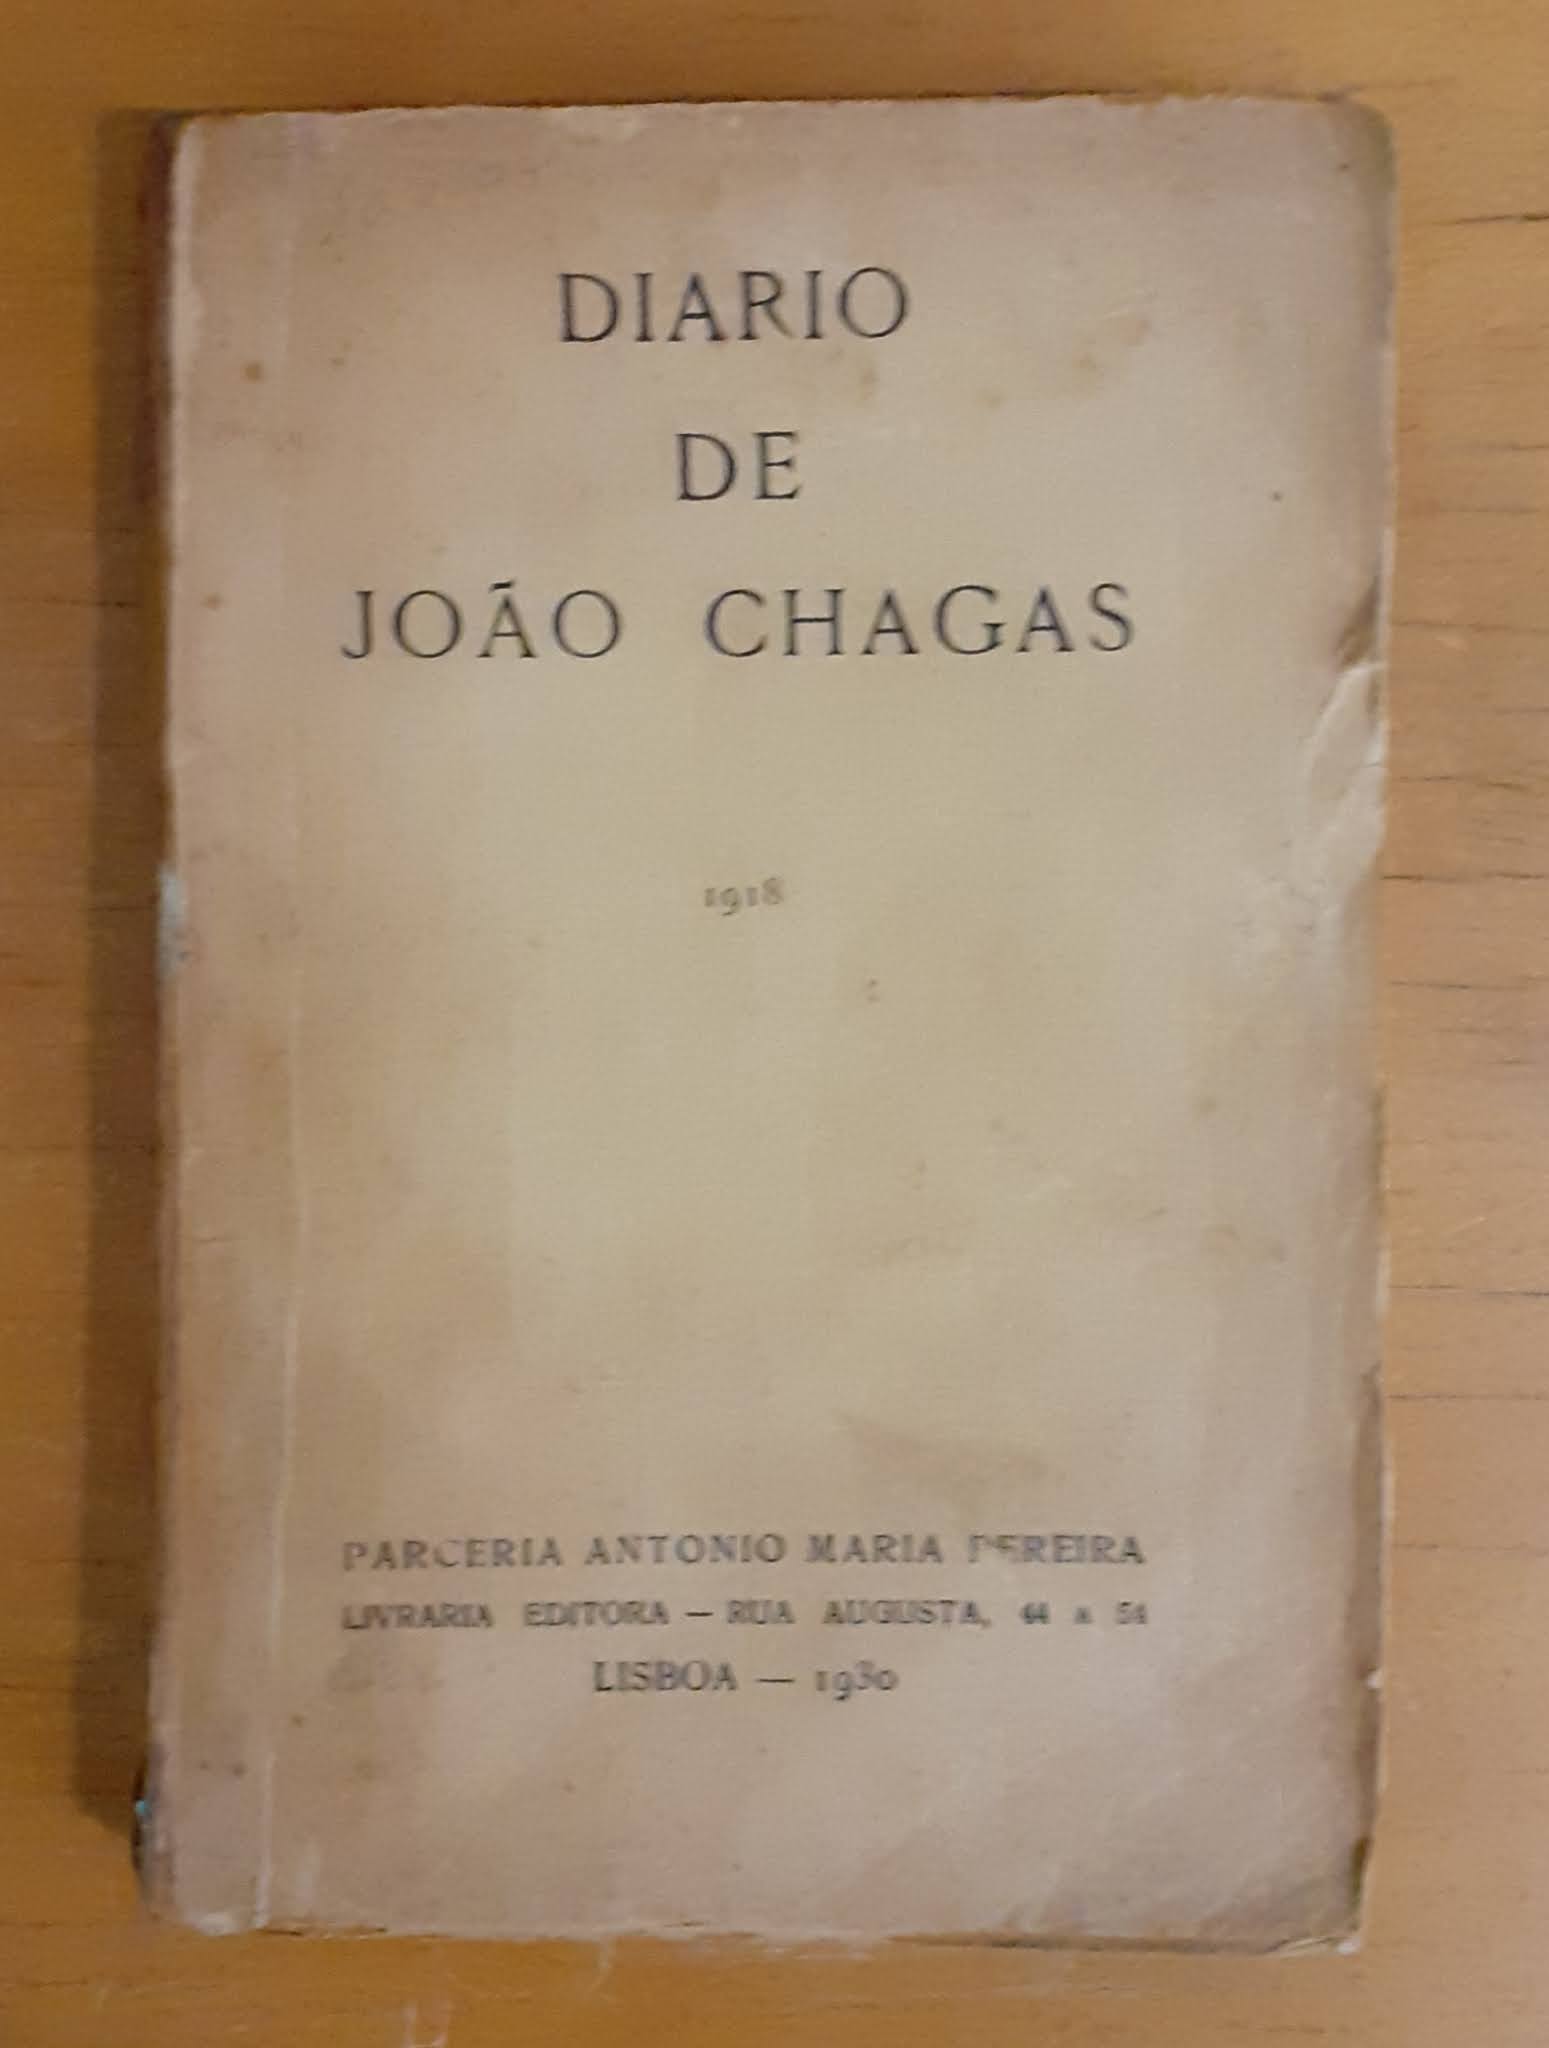 DIARIO
DE
JOÃO CHAGAS
1918
PARCERIA ANTONIO MARIA PEREIRA
LIVRARIA EDITORA — RUA AUGUSTA, 44 A 54
LISBOA — 1930